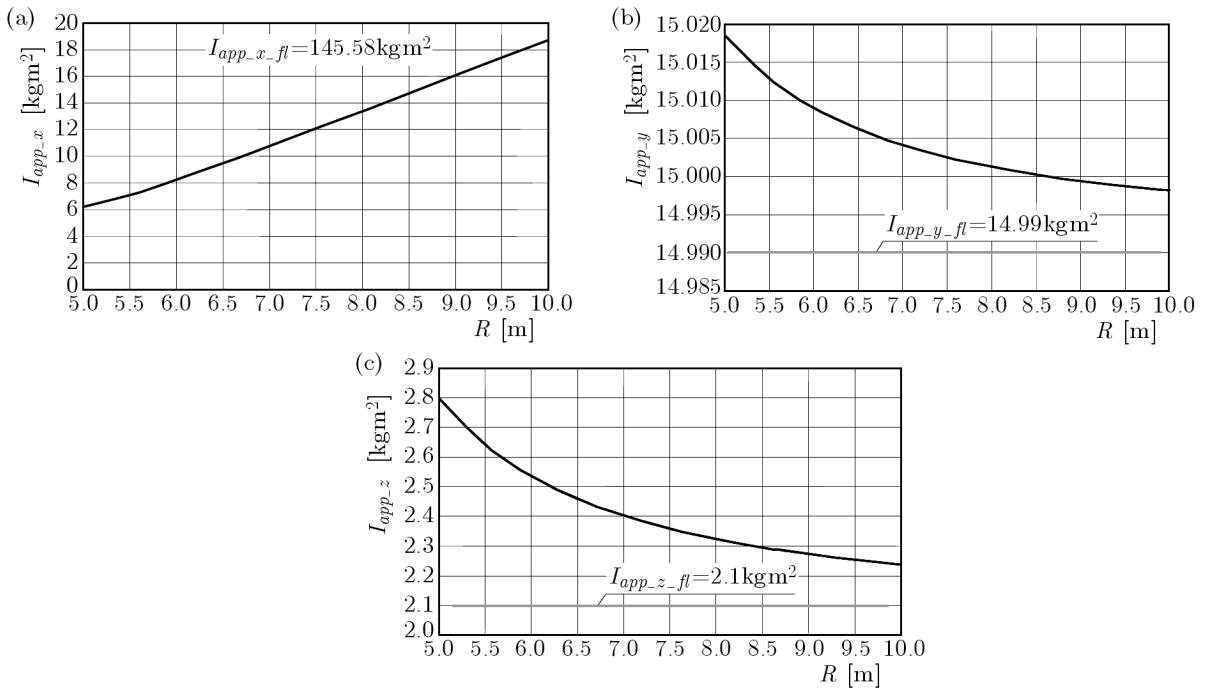 (a)
I_app_x [kgm²]
20
18
16
14
12
10
8
6
4
2
0
I_app_x_fl=145.58kgm²
5.0 5.5 6.0 6.5 7.0 7.5 8.0 8.5 9.0 9.5 10.0
R [m]
(b)
I_app_y [kgm²]
15.020
15.015
15.010
15.005
15.000
14.995
14.990
14.985
I_app_y_fl=14.99kgm²
5.0 5.5 6.0 6.5 7.0 7.5 8.0 8.5 9.0 9.5 10.0
R [m]
(c)
I_app_z [kgm²]
2.9
2.8
2.7
2.6
2.5
2.4
2.3
2.2
2.1
2.0
I_app_z_fl=2.1kgm²
5.0 5.5 6.0 6.5 7.0 7.5 8.0 8.5 9.0 9.5 10.0
R [m]